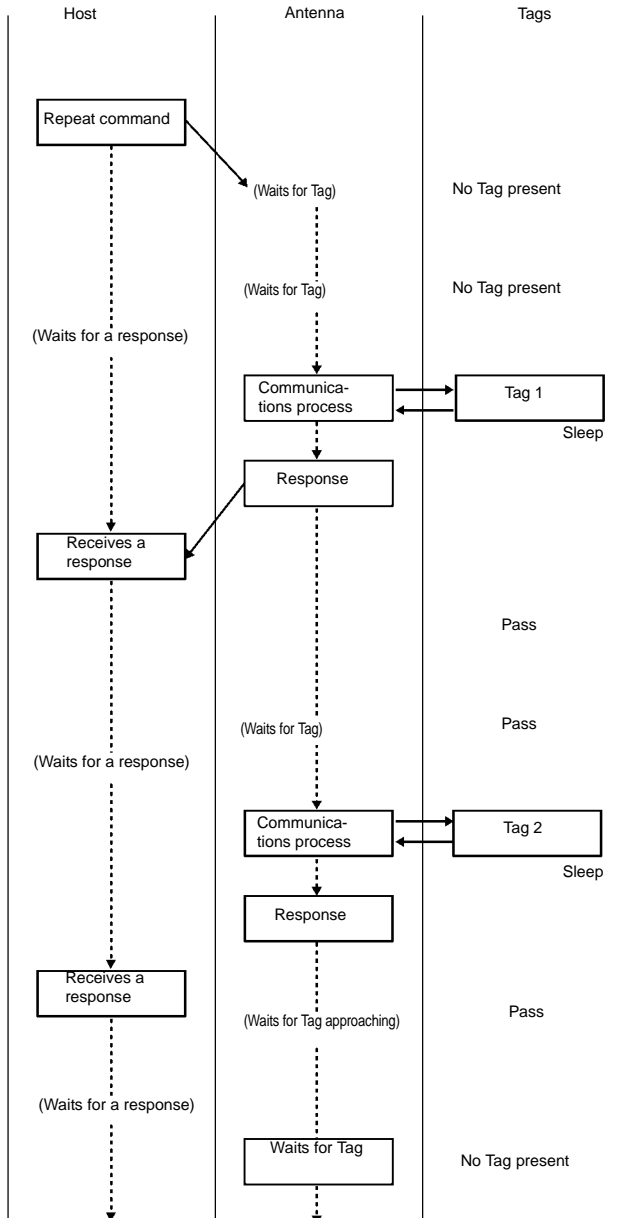 Host
Antenna
Tags
Repeat command
(Waits for Tag)
No Tag present
(Waits for Tag)
No Tag present
(Waits for a response)
Communica-
tions process
Tag 1
Sleep
Response
Receives a
response
Pass
(Waits for Tag)
Pass
(Waits for a response)
Communica-
tions process
Tag 2
Sleep
Response
Receives a
response
(Waits for Tag approaching)
Pass
(Waits for a response)
Waits for Tag
No Tag present